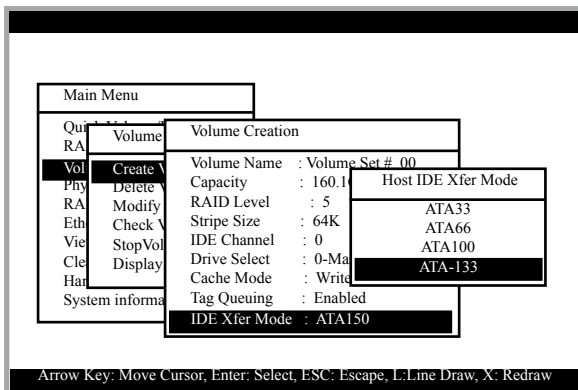 Main Menu
Volume
Create
Delete
Modify
Check
StopVol
Display
System informa
Volume Creation
Volume Name : Volume Set # 00
Capacity : 160.1
RAID Level : 5
Stripe Size : 64K
IDE Channel : 0
Drive Select : 0-Ma
Cache Mode : Write
Tag Queuing : Enabled
IDE Xfer Mode : ATA150
Host IDE Xfer Mode
ATA33
ATA66
ATA100
ATA-133
Arrow Key: Move Cursor, Enter: Select, ESC: Escape, L:Line Draw, X: Redraw